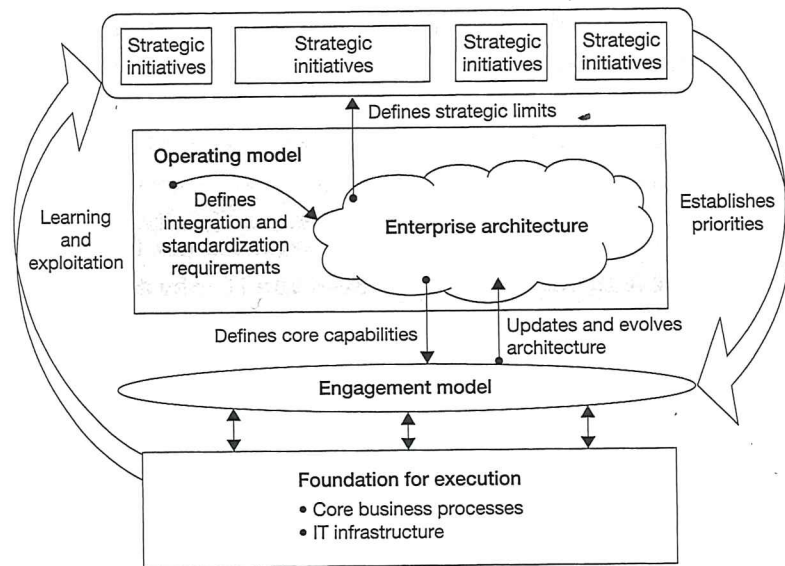 Strategic
initiatives
Strategic
initiatives
Strategic
initiatives
Strategic
initiatives
Defines strategic limits
Operating model
Defines
integration and
standardization
requirements
Enterprise architecture
Learning
and
exploitation
Establishes
priorities
Defines core capabilities
Updates and evolves
architecture
Engagement model
Foundation for execution
• Core business processes
• IT infrastructure